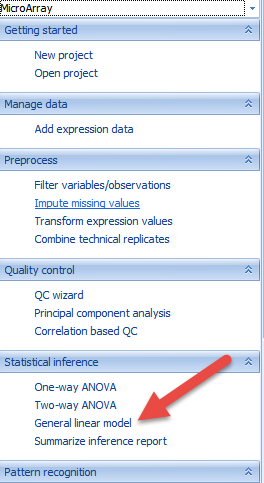 MicroArray
Getting started
New project
Open project
Manage data
Add expression data
Preprocess
Filter variables/observations
Impute missing values
Transform expression values
Combine technical replicates
Quality control
QC wizard
Principal component analysis
Correlation based QC
Statistical inference
One-way ANOVA
Two-way ANOVA
General linear model
Summarize inference report
Pattern recognition